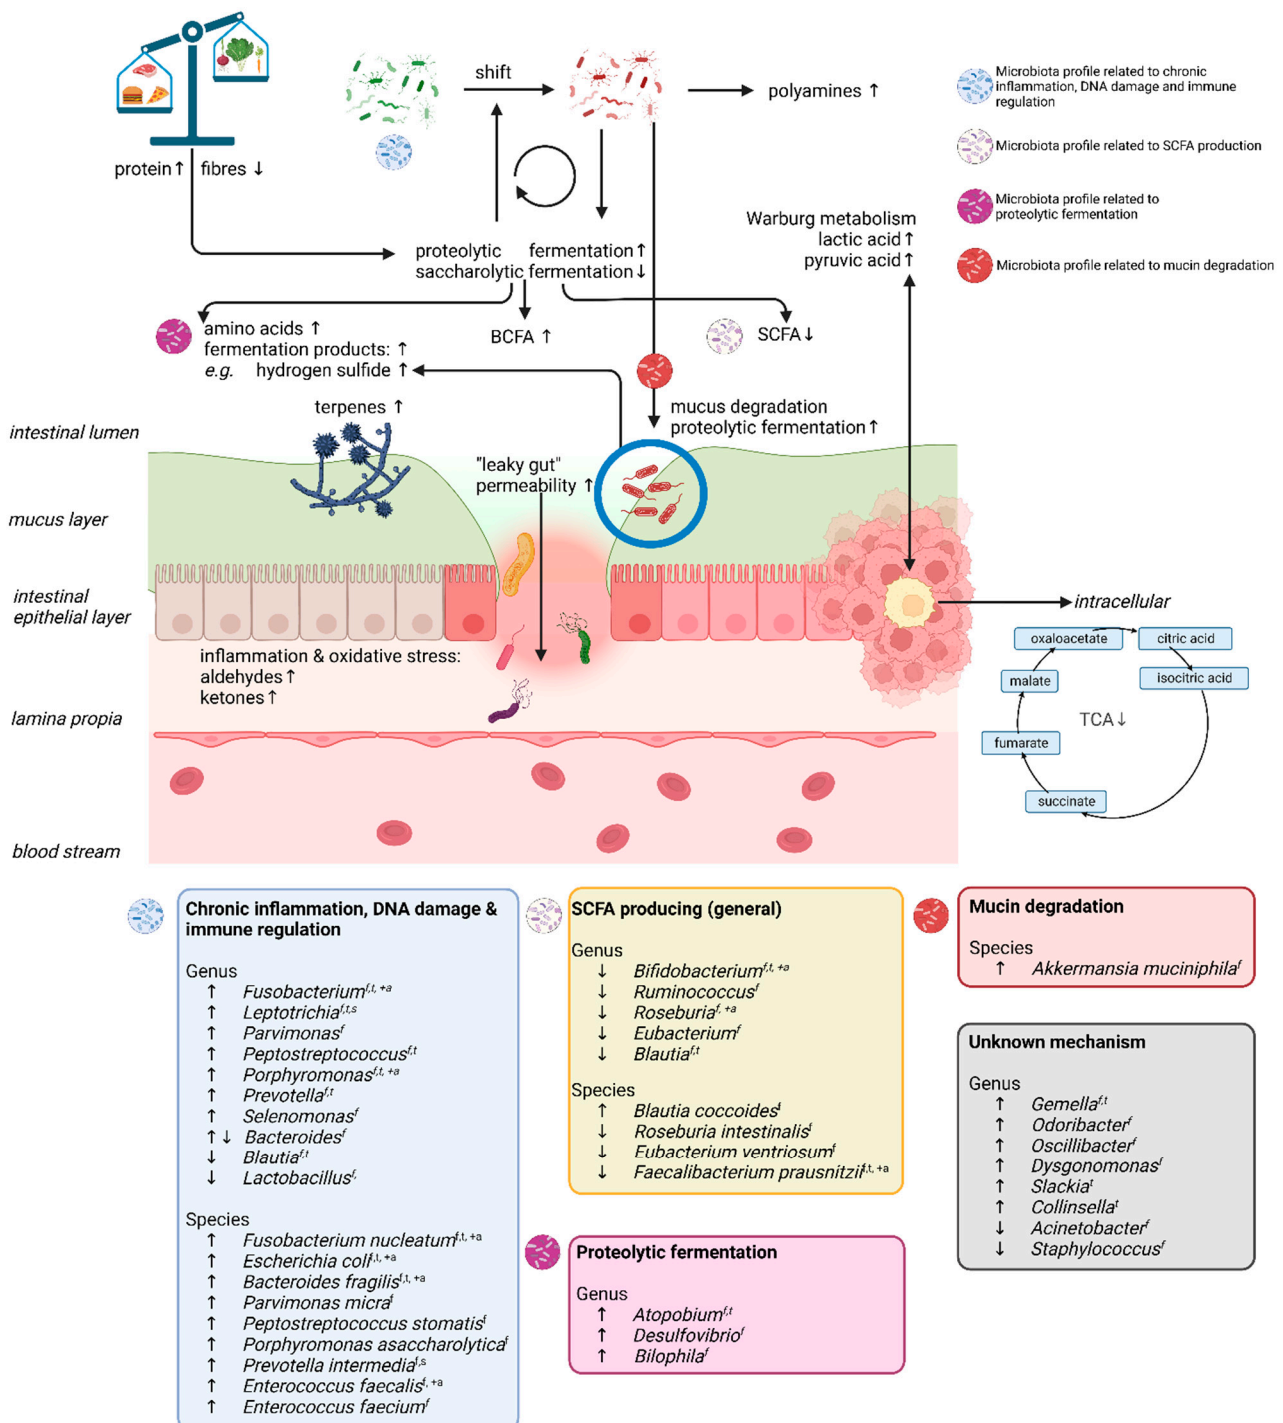 shift
polyamines ↑
protein↑ fibres ↓
Microbiota profile related to chronic
inflammation, DNA damage and immune
regulation
Microbiota profile related to SCFA production
Microbiota profile related to
proteolytic fermentation
Microbiota profile related to mucin degradation
Warburg metabolism
lactic acid↑
pyruvic acid↑
proteolytic fermentation↑
saccharolytic fermentation↓
amino acids ↑
fermentation products: ↑
e.g. hydrogen sulfide ↑
BCFA ↑
SCFA↓
terpenes ↑
mucus degradation
proteolytic fermentation↑
intestinal lumen
"leaky gut"
permeability ↑
mucus layer
intestinal
epithelial layer
intracellular
inflammation & oxidative stress:
aldehydes↑
ketones↑
oxaloacetate
citric acid
isocitric acid
malate
TCA↓
fumarate
succinate
lamina propia
blood stream
Chronic inflammation, DNA damage &
immune regulation
Genus
↑ Fusobacterium^f,t, +a
↑ Leptotrichia^f,t,s
↑ Parvimonas^f
↑ Peptostreptococcus^f,t
↑ Porphyromonas^f,t, +a
↑ Prevotella^f,t
↑ Selenomonas^f
↑↓ Bacteroides^f
↓ Blautia^f,t
↓ Lactobacillus^f,
Species
↑ Fusobacterium nucleatum^f,t, +a
↑ Escherichia coli^f,t, +a
↑ Bacteroides fragilis^f,t, +a
↑ Parvimonas micra^f
↑ Peptostreptococcus stomatis^f
↑ Porphyromonas asaccharolytica^f
↑ Prevotella intermedia^f,s
↑ Enterococcus faecalis^f, +a
↑ Enterococcus faecium^f
SCFA producing (general)
Genus
↓ Bifidobacterium^f,t, +a
↓ Ruminococcus^f
↓ Roseburia^f, +a
↓ Eubacterium^f
↓ Blautia^f,t
Species
↑ Blautia coccoides^f
↓ Roseburia intestinalis^f
↓ Eubacterium ventriosum^f
↓ Faecalibacterium prausnitzii^f,t, +a
Proteolytic fermentation
Genus
↑ Atopobium^f,t
↑ Desulfovibrio^f
↑ Bilophila^f
Mucin degradation
Species
↑ Akkermansia muciniphila^f
Unknown mechanism
Genus
↑ Gemella^f,t
↑ Odoribacter^f
↑ Oscillibacter^f
↑ Dysgonomonas^f
↑ Slackia^t
↑ Collinsella^t
↓ Acinetobacter^f
↓ Staphylococcus^f